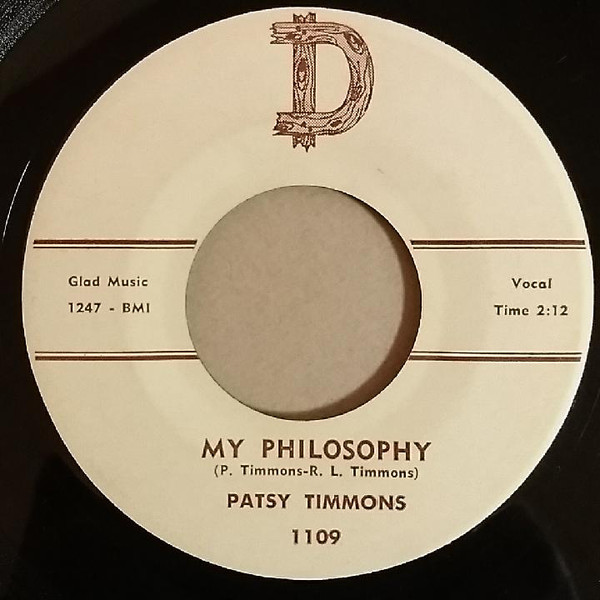 D
Glad Music
1247 - BMI
Vocal
Time 2:12
MY PHILOSOPHY
(P. Timmons-R. L. Timmons)
PATSY TIMMONS
1109